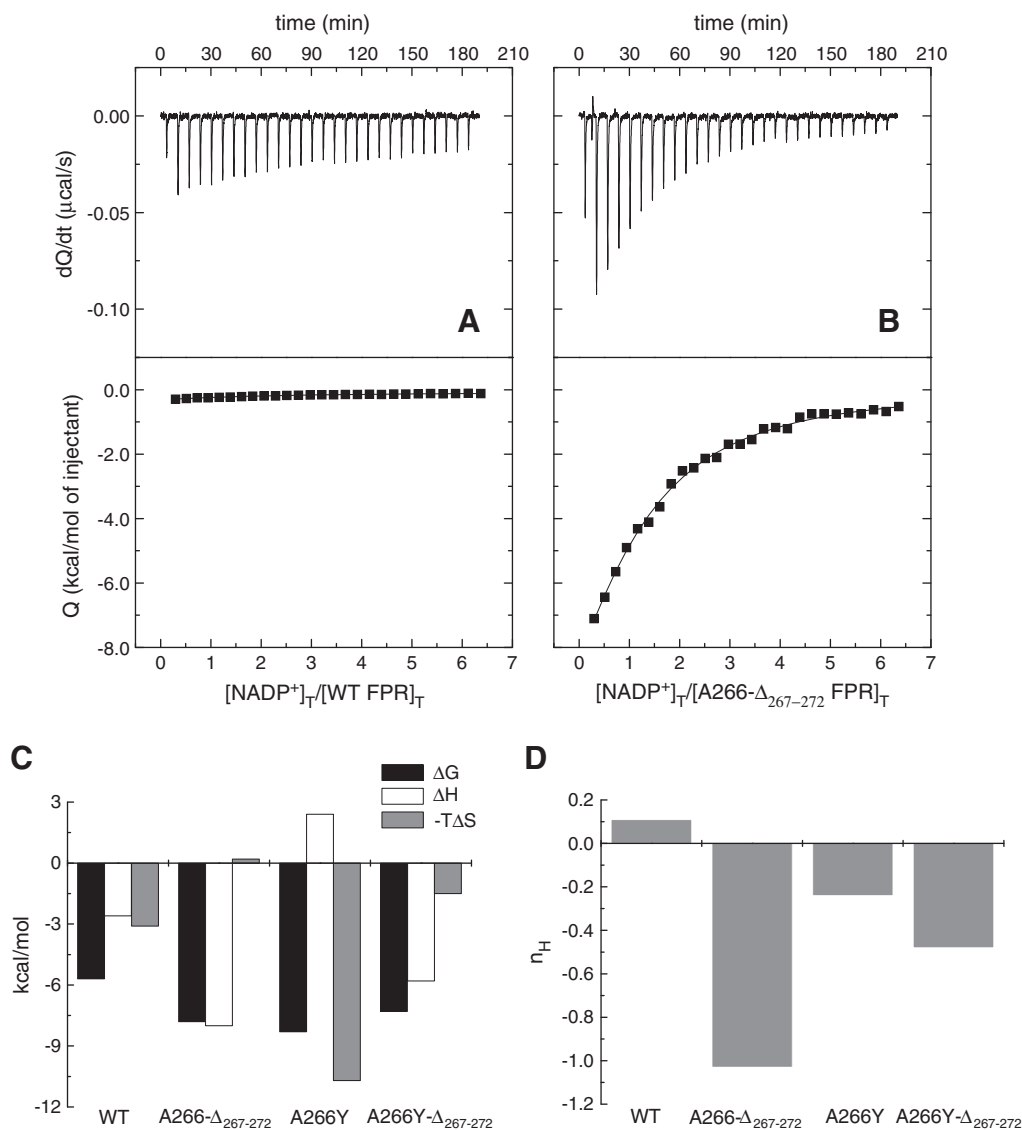 time (min)
0 30 60 90 120 150 180 210
0.00
-0.05
-0.10
dQ/dt (μcal/s)
A
0.0
-2.0
-4.0
-6.0
-8.0
Q (kcal/mol of injectant)
0 1 2 3 4 5 6 7
[NADP⁺]T/[WT FPR]T
time (min)
0 30 60 90 120 150 180 210
B
0 1 2 3 4 5 6 7
[NADP⁺]T/[A266-Δ267–272 FPR]T
C
ΔG
ΔH
-TΔS
3
0
-3
-6
-9
-12
kcal/mol
WT A266-Δ267-272 A266Y A266Y-Δ267-272
D
0.2
0.0
-0.2
-0.4
-0.6
-0.8
-1.0
-1.2
nH
WT A266-Δ267-272 A266Y A266Y-Δ267-272